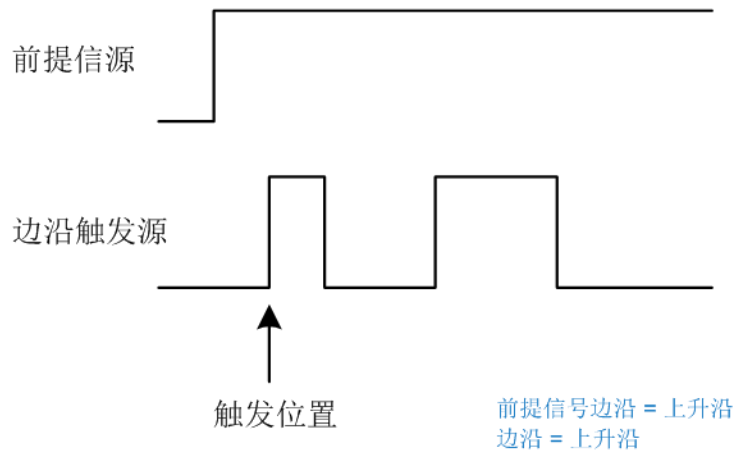 前提信源
边沿触发源
触发位置
前提信号边沿 = 上升沿
边沿 = 上升沿